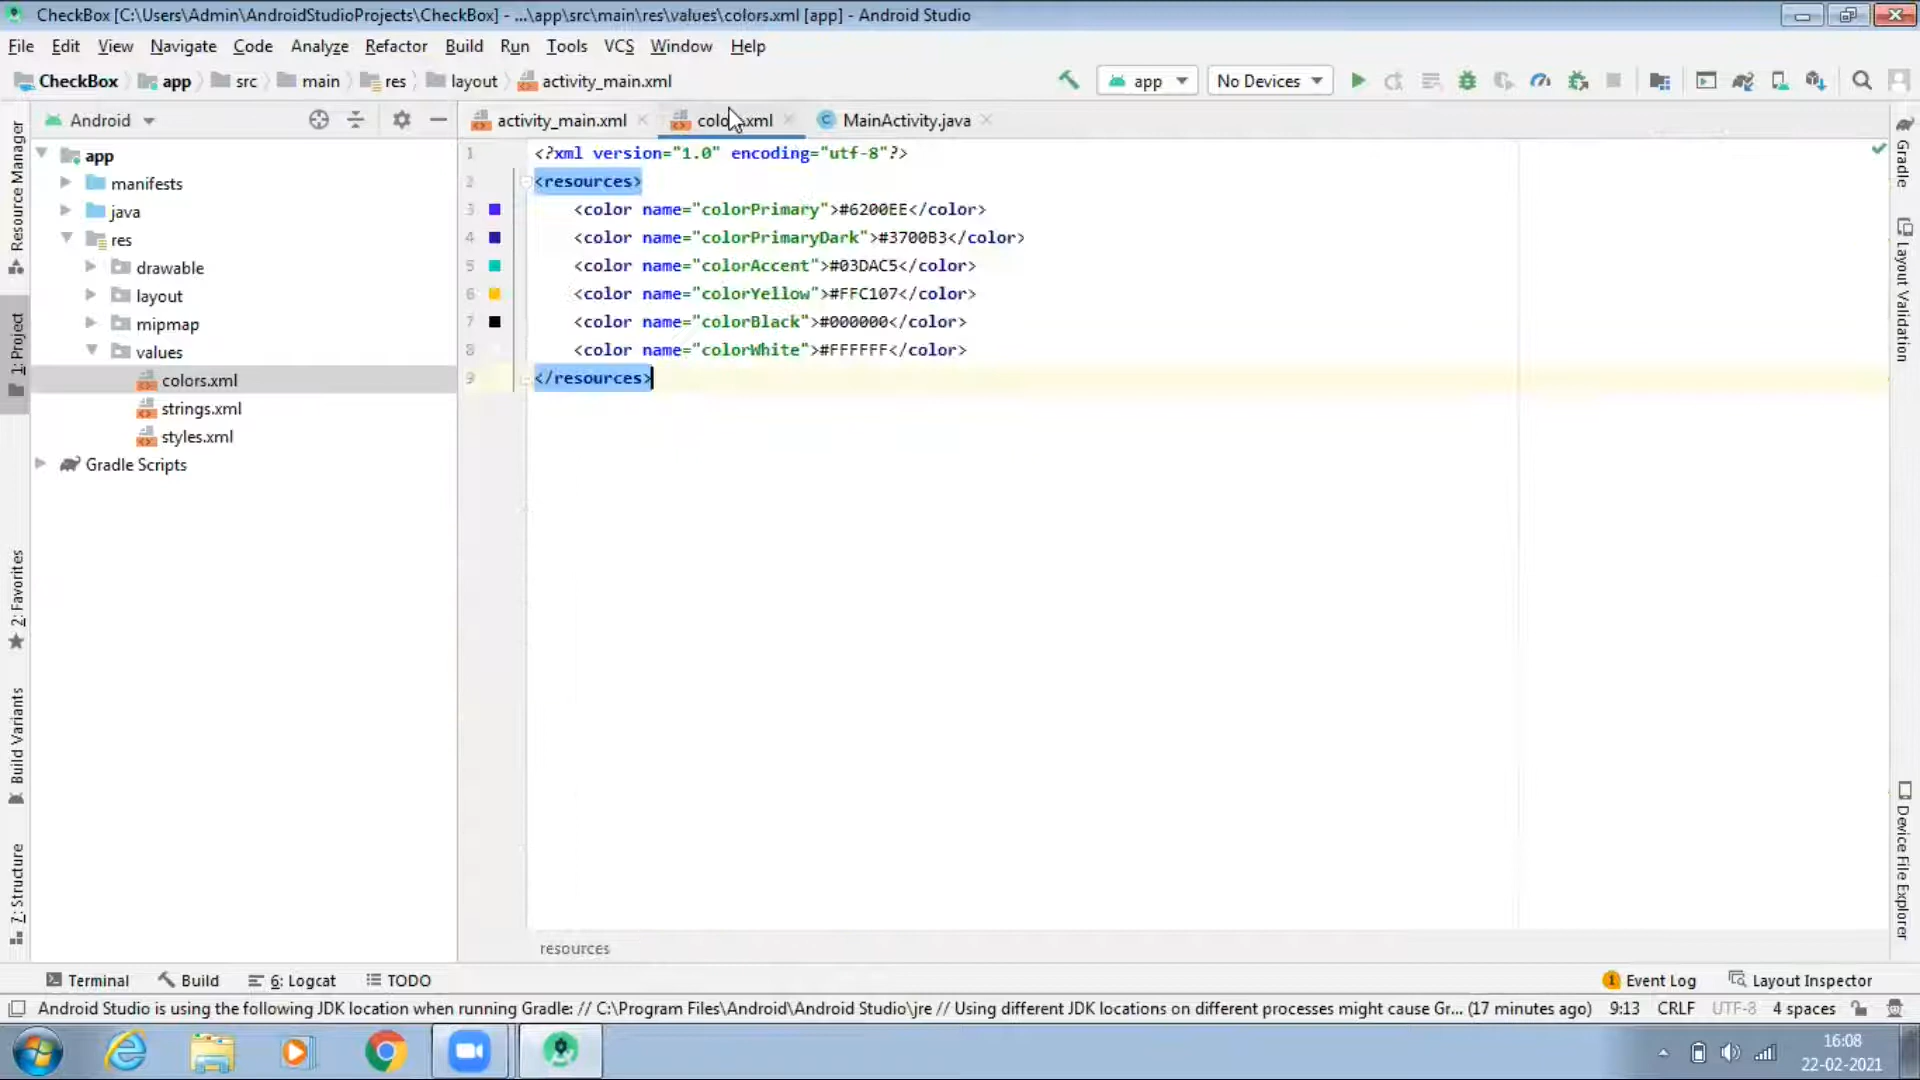 CheckBox [C:\Users\Admin\AndroidStudioProjects\CheckBox] - ...\app\src\main\res\values\colors.xml [app] - Android Studio
File Edit View Navigate Code Analyze Refactor Build Run Tools VCS Window Help
CheckBox app src main res layout activity_main.xml app No Devices
Android activity_main.xml MainActivity.java
app
manifests
java
res
drawable
layout
mipmap
values
colors.xml
strings.xml
styles.xml
Gradle Scripts
1 <?xml version="1.0" encoding="utf-8"?>
2 <resources>
3 <color name="colorPrimary">#6200EE</color>
4 <color name="colorPrimaryDark">#3700B3</color>
5 <color name="colorAccent">#03DAC5</color>
6 <color name="colorYellow">#FFC107</color>
7 <color name="colorBlack">#000000</color>
8 <color name="colorWhite">#FFFFFF</color>
9 </resources>
resources
Resource Manager
1: Project
2: Favorites
Build Variants
7: Structure
Gradle
Layout Validation
Device File Explorer
Terminal Build 6: Logcat TODO 1 Event Log Layout Inspector
Android Studio is using the following JDK location when running Gradle: // C:\Program Files\Android\Android Studio\jre // Using different JDK locations on different processes might cause Gr... (17 minutes ago) 9:13 CRLF UTF-8 4 spaces
16:08
22-02-2021